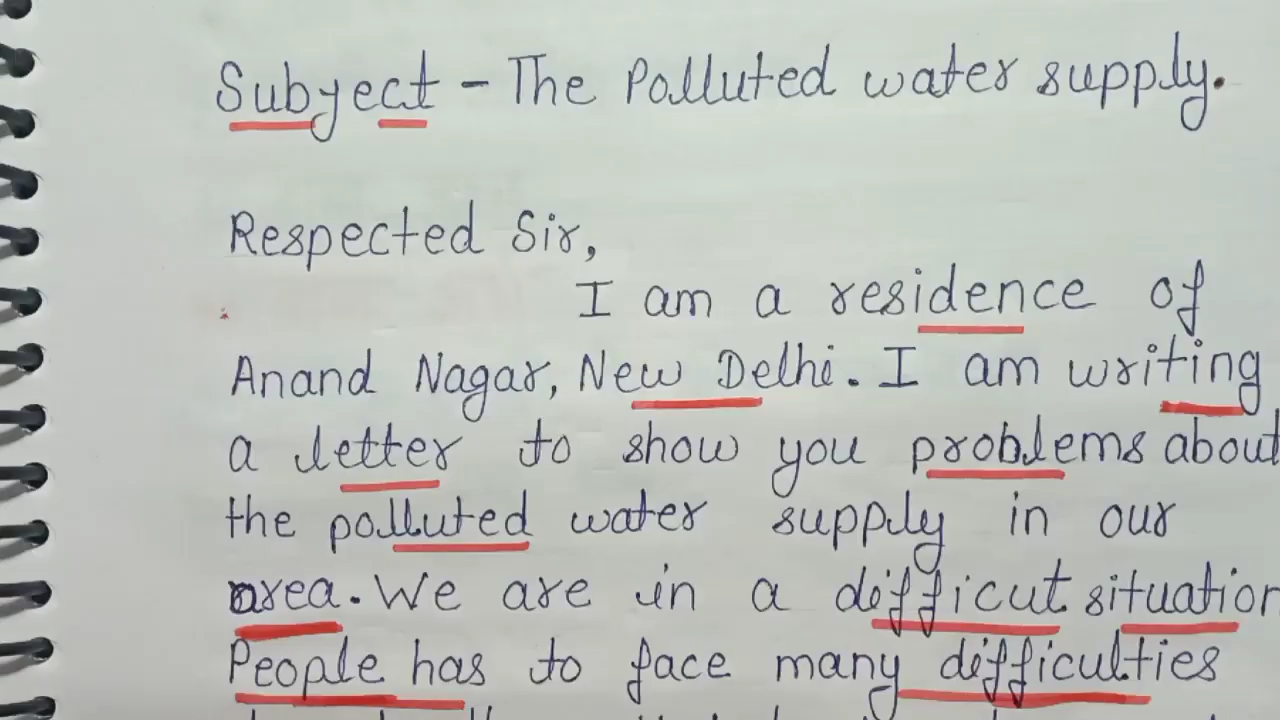 Subject - The Polluted water supply.
Respected Sir,
I am a residence of
Anand Nagar, New Delhi. I am writing
a letter to show you problems about
the polluted water supply in our
area. We are in a difficut situation
People has to face many difficulties